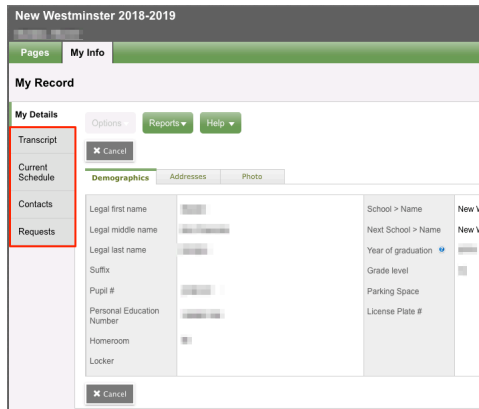 New Westminster 2018-2019
Pages My Info
My Record
My Details
Transcript
Current
Schedule
Contacts
Requests
Options Reports Help
Cancel
Demographics Addresses Photo
Legal first name
Legal middle name
Legal last name
Suffix
Pupil #
Personal Education
Number
Homeroom
Locker
School > Name New
Next School > Name New
Year of graduation
Grade level
Parking Space
License Plate #
Cancel